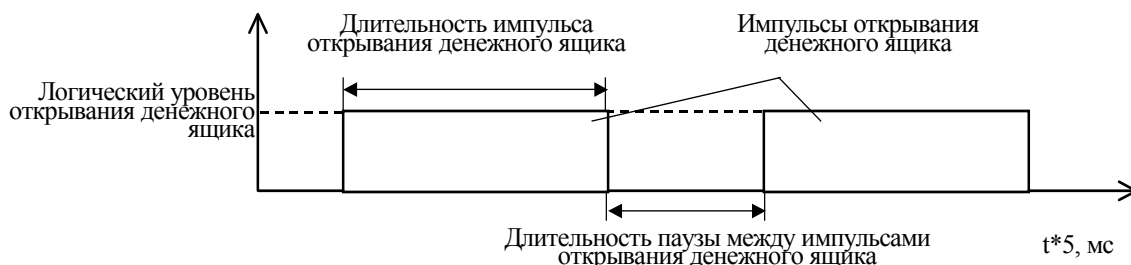 Длительность импульса
открывания денежного ящика
Импульсы открывания
денежного ящика
Логический уровень
открывания денежного
ящика
Длительность паузы между импульсами
открывания денежного ящика
t*5, мс